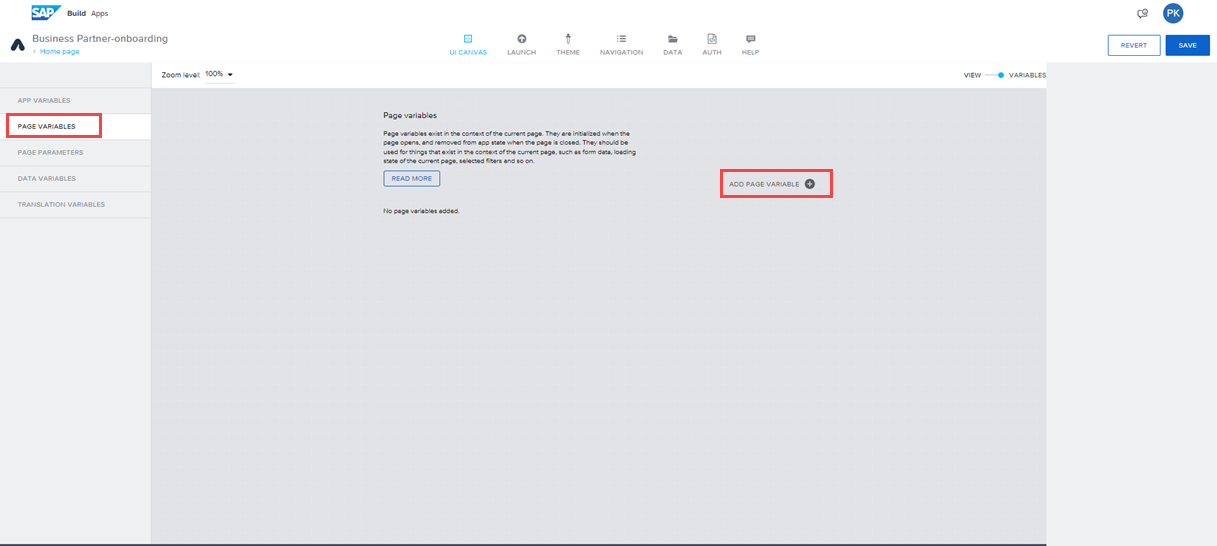 SAP Build Apps
PK
Business Partner-onboarding
› Home page
UI CANVAS LAUNCH THEME NAVIGATION DATA AUTH HELP
REVERT SAVE
Zoom level: 100%
VIEW VARIABLES
APP VARIABLES
PAGE VARIABLES
PAGE PARAMETERS
DATA VARIABLES
TRANSLATION VARIABLES
Page variables
Page variables exist in the context of the current page. They are initialized when the
page opens, and removed from app state when the page is closed. They should be
used for things that exist in the context of the current page, such as form data, loading
state of the current page, selected filters and so on.
READ MORE
ADD PAGE VARIABLE
No page variables added.